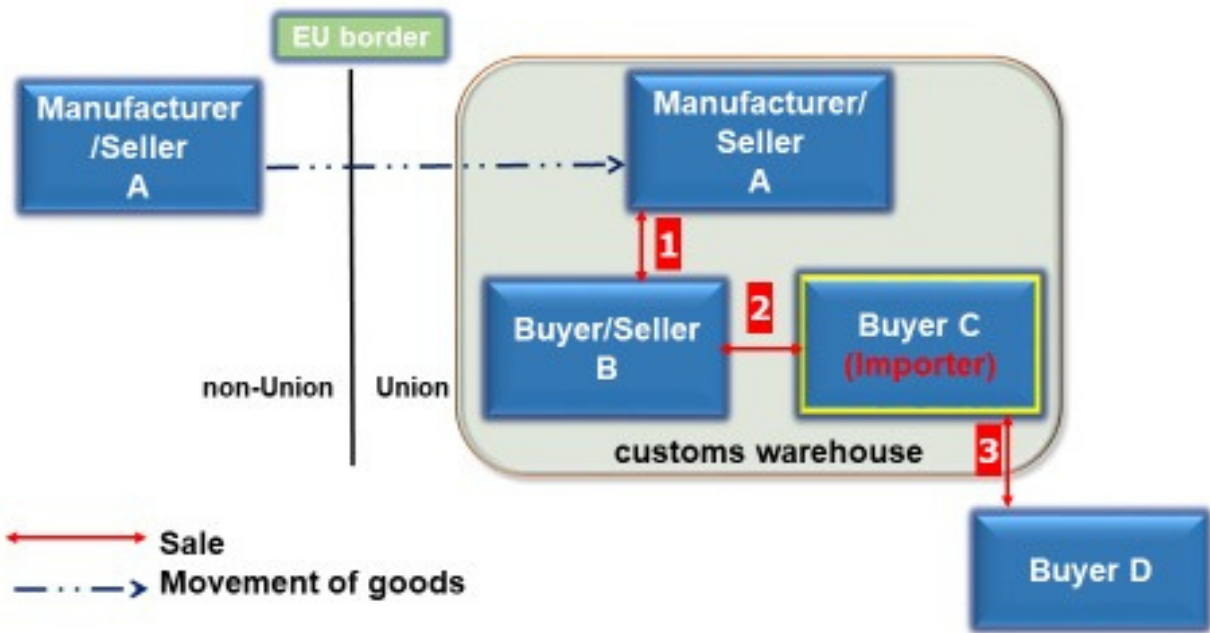 EU border
Manufacturer
/Seller
A
Manufacturer/
Seller
A
1
Buyer/Seller
B
2
Buyer C
(Importer)
non-Union
Union
customs warehouse
3
Sale
Movement of goods
Buyer D